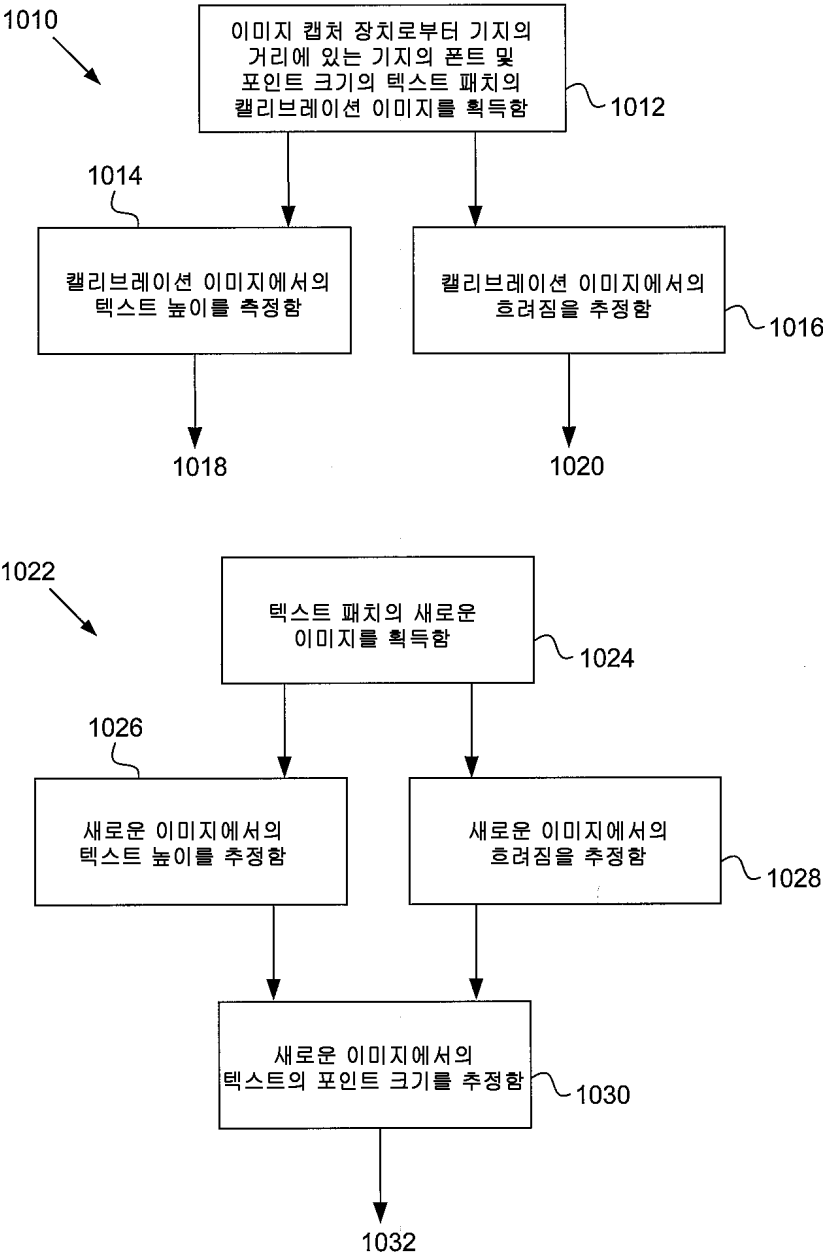 1010
이미지 캡처 장치로부터 기지의
거리에 있는 기지의 폰트 및
포인트 크기의 텍스트 패치의
캘리브레이션 이미지를 획득함
1012
1014
캘리브레이션 이미지에서의
텍스트 높이를 측정함
캘리브레이션 이미지에서의
흐려짐을 추정함
1016
1018
1020
1022
텍스트 패치의 새로운
이미지를 획득함
1024
1026
새로운 이미지에서의
텍스트 높이를 추정함
새로운 이미지에서의
흐려짐을 추정함
1028
새로운 이미지에서의
텍스트의 포인트 크기를 추정함
1030
1032